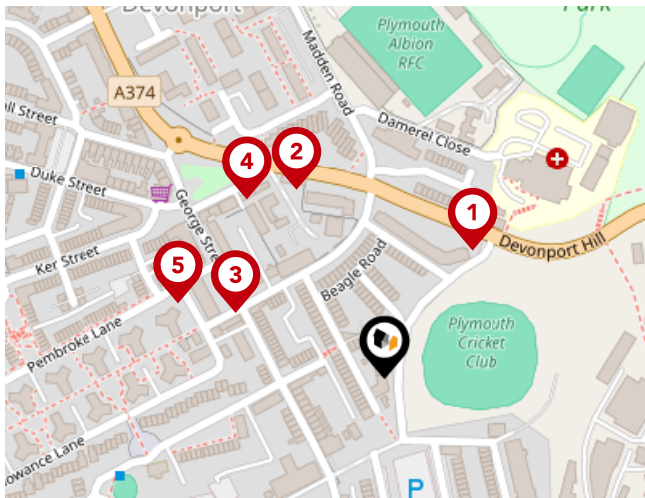 Devonport
Park
Plymouth
Albion
RFC
Madden Road
A374
Damerel Close
Street
Duke Street
4
2
1
George Stre
Devonport Hill
Ker Street
5
3
Beagle Road
Pembroke Lane
Plymouth
Cricket
Club
owance Lane
P